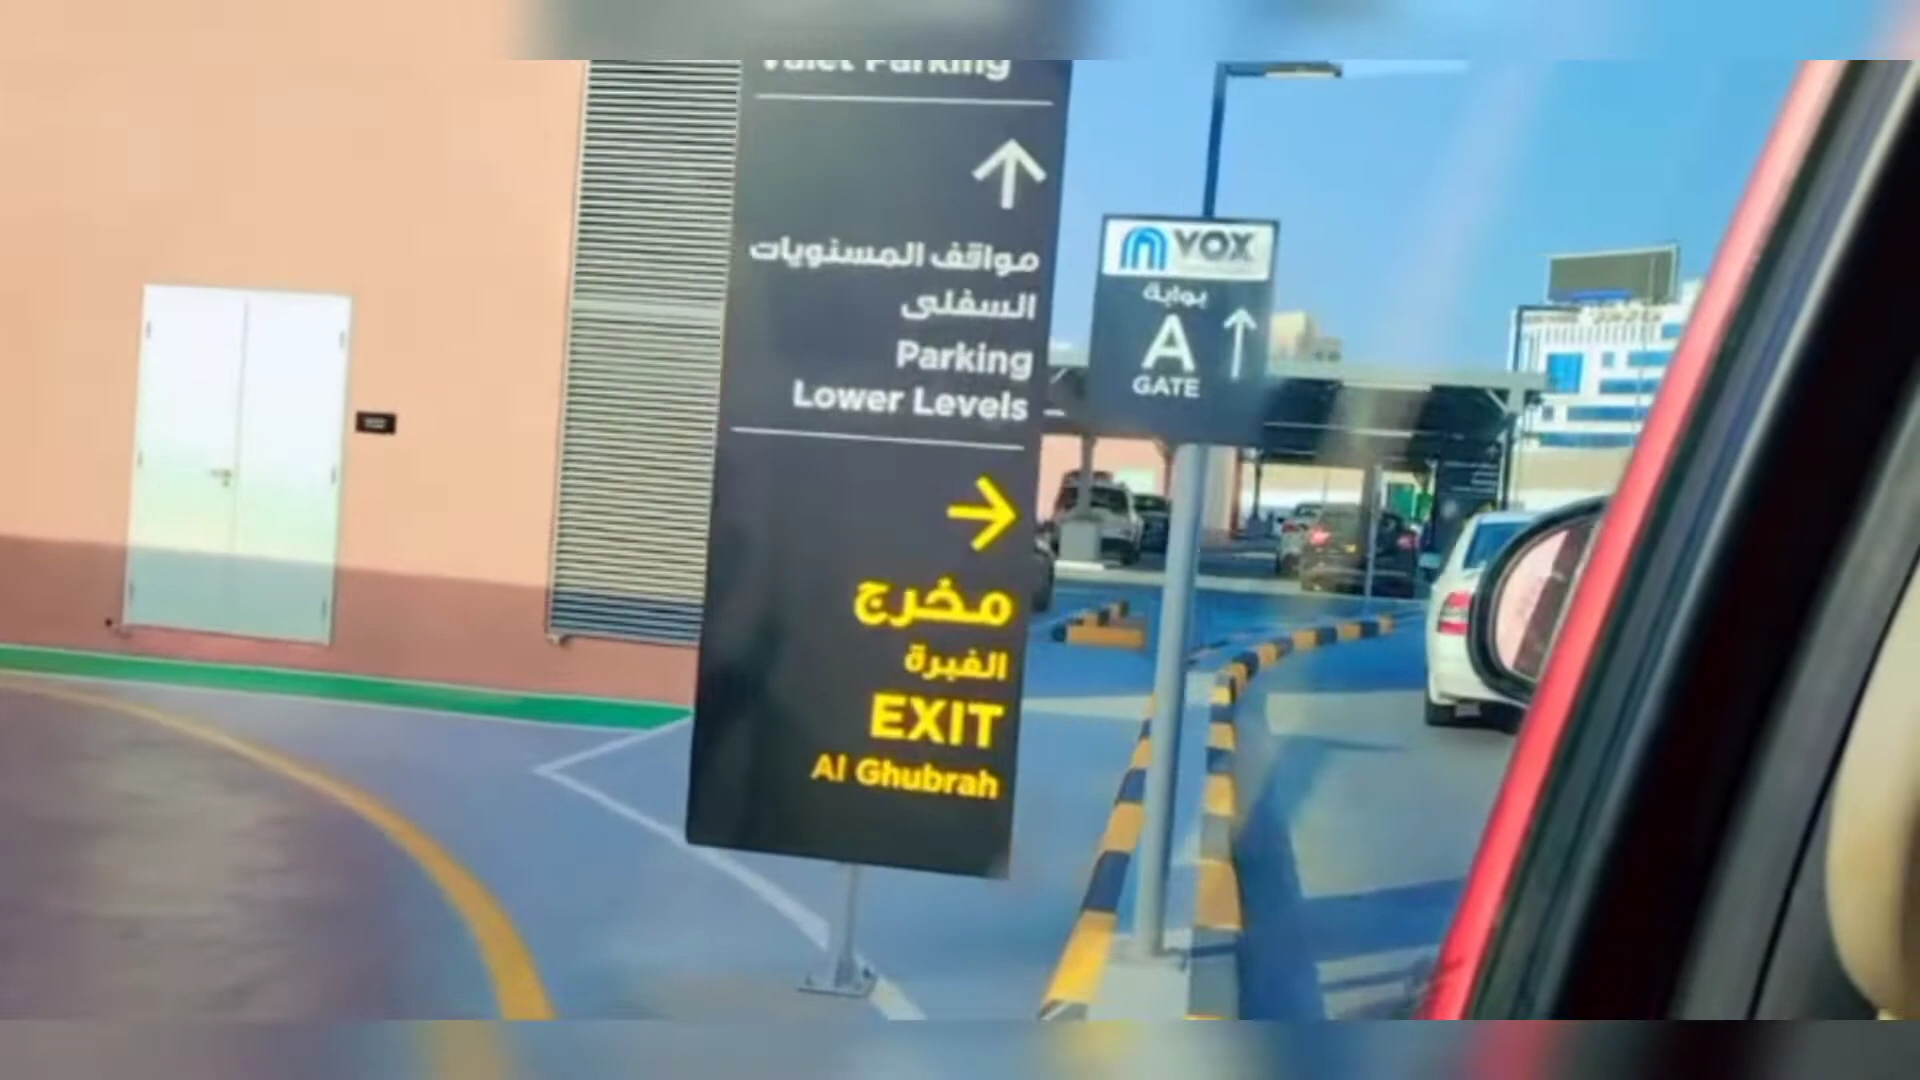 Valet Parking
مواقف المستويات
السفلى
Parking
Lower Levels
مخرج
الغبرة
EXIT
Al Ghubrah
VOX
بوابة
A
GATE